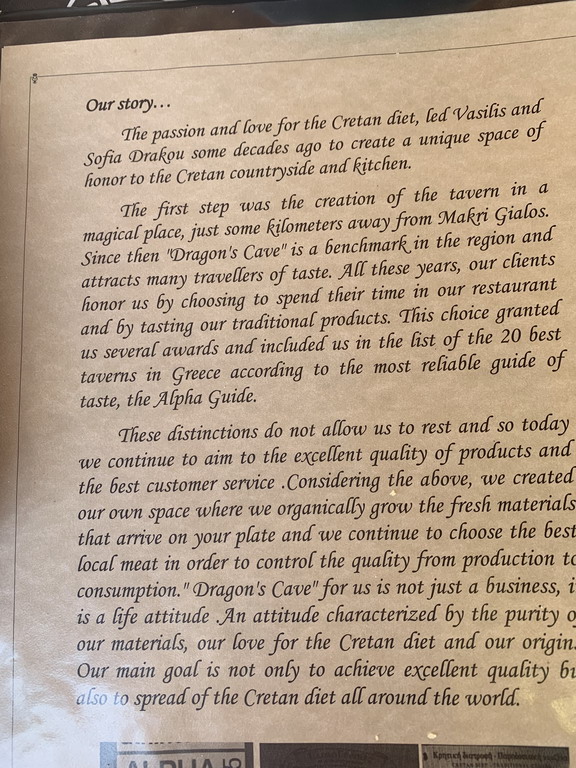 Our story...
The passion and love for the Cretan diet, led Vasilis and
Sofia Drakou some decades ago to create a unique space of
honor to the Cretan countryside and kitchen.
The first step was the creation of the tavern in a
magical place, just some kilometers away from Makri Gialos.
Since then "Dragon's Cave" is a benchmark in the region and
attracts many travellers of taste. All these years, our clients
honor us by choosing to spend their time in our restaurant
and by tasting our traditional products. This choice granted
us several awards and included us in the list of the 20 best
taverns in Greece according to the most reliable guide of
taste, the Alpha Guide.
These distinctions do not allow us to rest and so today
we continue to aim to the excellent quality of products and
the best customer service .Considering the above, we created
our own space where we organically grow the fresh materials
that arrive on your plate and we continue to choose the best
local meat in order to control the quality from production to
consumption." Dragon's Cave" for us is not just a business, i
is a life attitude .An attitude characterized by the purity o
our materials, our love for the Cretan diet and our origin
Our main goal is not only to achieve excellent quality bu
also to spread of the Cretan diet all around the world.
ALPHA
Κρητική διατροφή